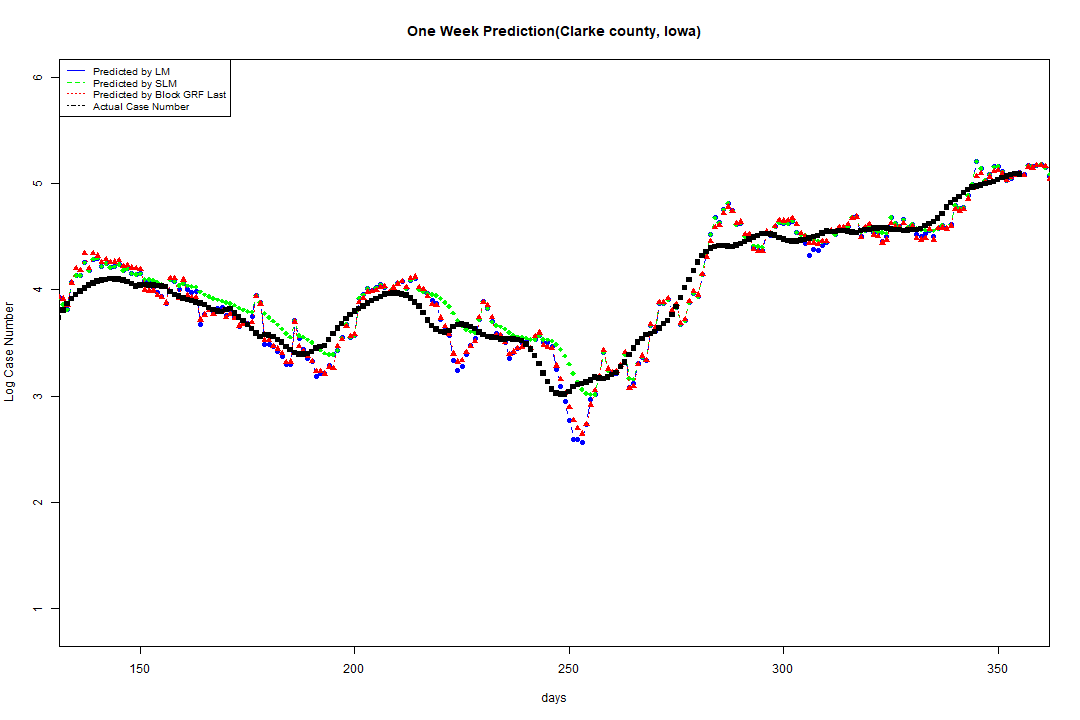 One Week Prediction(Clarke county, Iowa)
Predicted by LM
Predicted by SLM
Predicted by Block GRF Last
Actual Case Number
Log Case Number
6
5
4
3
2
1
150 200 250 300 350
days